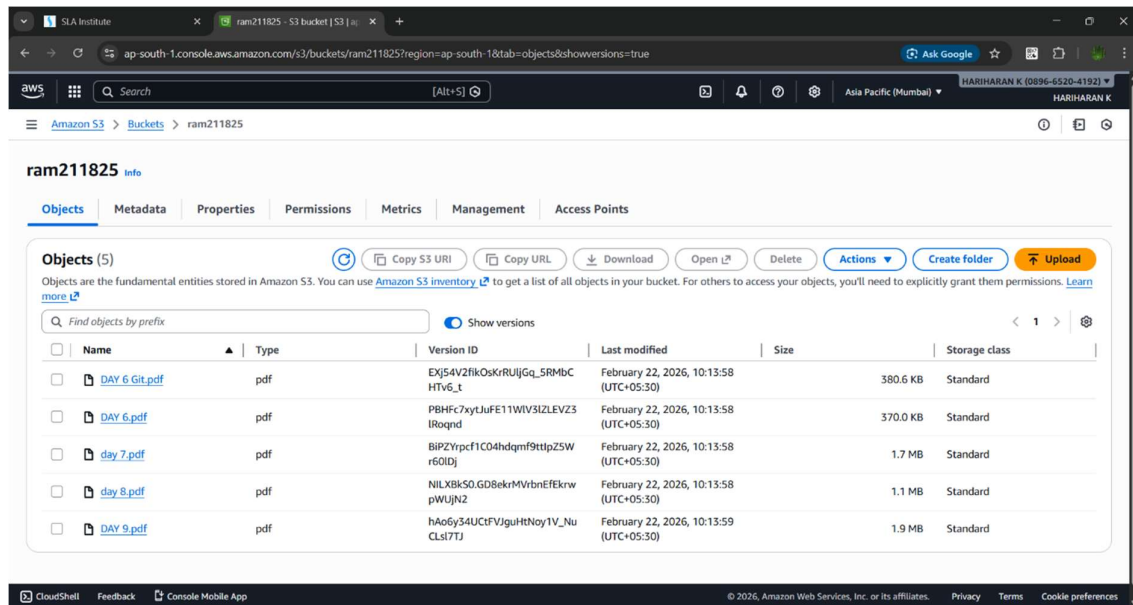 SLA Institute
ram211825 - S3 bucket | S3 | ap
ap-south-1.console.aws.amazon.com/s3/buckets/ram211825?region=ap-south-1&tab=objects&showversions=true
Ask Google
aws
Search
[Alt+S]
Asia Pacific (Mumbai) ▼
HARIHARAN K (0896-6520-4192) ▼
HARIHARAN K
Amazon S3 > Buckets > ram211825
ram211825 Info
Objects Metadata Properties Permissions Metrics Management Access Points
Objects (5)
Copy S3 URI Copy URL Download Open Delete Actions ▼ Create folder Upload
Objects are the fundamental entities stored in Amazon S3. You can use Amazon S3 inventory to get a list of all objects in your bucket. For others to access your objects, you'll need to explicitly grant them permissions. Learn
more
Find objects by prefix
Show versions
< 1 >
Name ▲ Type Version ID Last modified Size Storage class
DAY 6 Git.pdf pdf EXj54V2fikOsKrRUljGq_5RMbC February 22, 2026, 10:13:58 380.6 KB Standard
HTv6_t (UTC+05:30)
DAY 6.pdf pdf PBHFc7xytJuFE11WlV3lZLEVZ3 February 22, 2026, 10:13:58 370.0 KB Standard
lRoqnd (UTC+05:30)
day 7.pdf pdf BiPZYrpcf1C04hdqmf9ttIpZ5W February 22, 2026, 10:13:58 1.7 MB Standard
r60lDj (UTC+05:30)
day 8.pdf pdf NILXBkS0.GD8ekrMVrbnEfEkrw February 22, 2026, 10:13:58 1.1 MB Standard
pWUjN2 (UTC+05:30)
DAY 9.pdf pdf hAo6y34UCtFVJguHtNoy1V_Nu February 22, 2026, 10:13:59 1.9 MB Standard
CLsl7TJ (UTC+05:30)
CloudShell Feedback Console Mobile App © 2026, Amazon Web Services, Inc. or its affiliates. Privacy Terms Cookie preferences